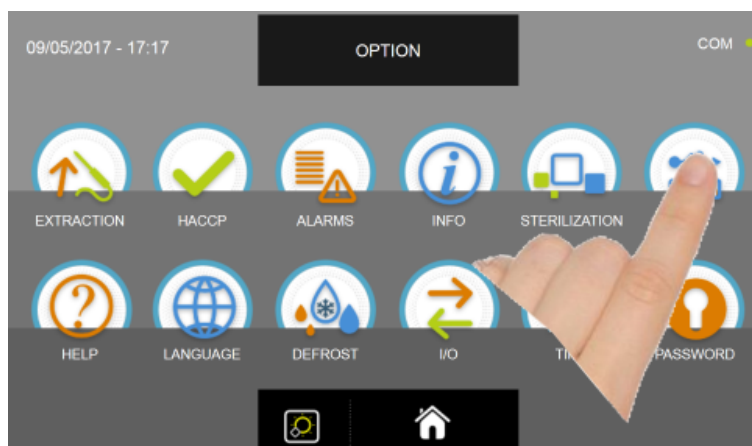 09/05/2017 - 17:17
OPTION
COM
EXTRACTION
HACCP
ALARMS
INFO
STERILIZATION
HELP
LANGUAGE
DEFROST
I/O
PASSWORD